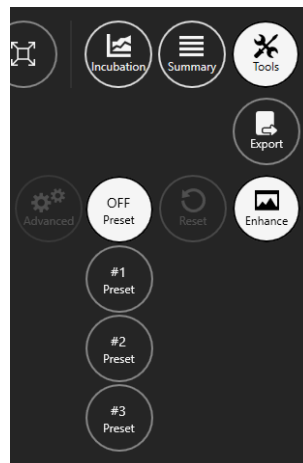 Incubation
Summary
Tools
Export
Advanced
OFF
Preset
Reset
Enhance
#1
Preset
#2
Preset
#3
Preset